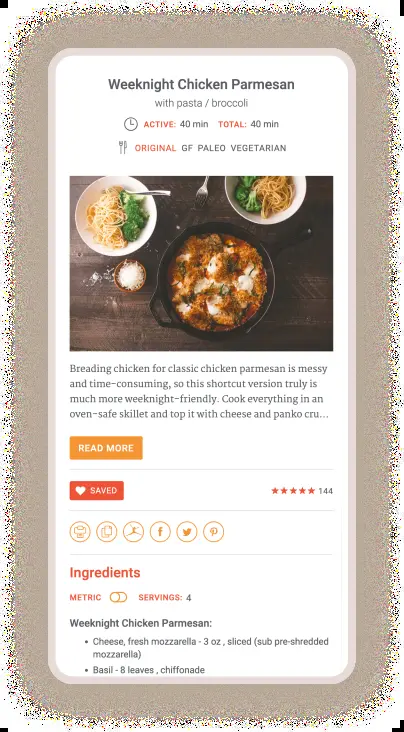 Weeknight Chicken Parmesan
with pasta / broccoli
ACTIVE: 40 min TOTAL: 40 min
ORIGINAL GF PALEO VEGETARIAN
Breading chicken for classic chicken parmesan is messy
and time-consuming, so this shortcut version truly is
much more weeknight-friendly. Cook everything in an
oven-safe skillet and top it with cheese and panko cru...
READ MORE
SAVED
144
Ingredients
METRIC SERVINGS: 4
Weeknight Chicken Parmesan:
• Cheese, fresh mozzarella - 3 oz , sliced (sub pre-shredded
mozzarella)
• Basil - 8 leaves , chiffonade